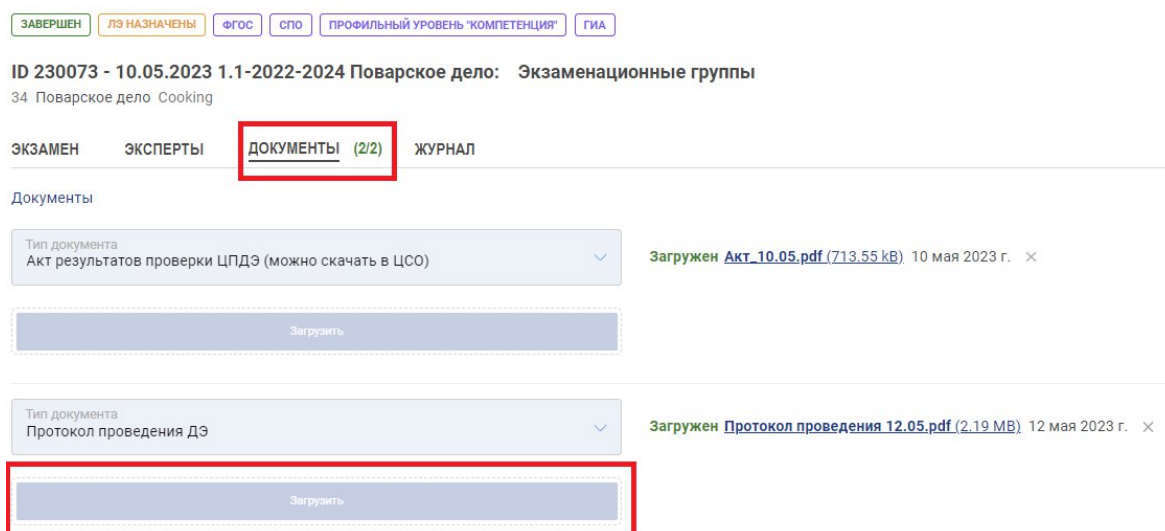 ЗАВЕРШЕН ЛЭ НАЗНАЧЕНЫ ФГОС СПО ПРОФИЛЬНЫЙ УРОВЕНЬ "КОМПЕТЕНЦИЯ" ГИА
ID 230073 - 10.05.2023 1.1-2022-2024 Поварское дело: Экзаменационные группы
34 Поварское дело Cooking
ЭКЗАМЕН ЭКСПЕРТЫ ДОКУМЕНТЫ (2/2) ЖУРНАЛ
Документы
Тип документа
Акт результатов проверки ЦПДЭ (можно скачать в ЦСО)
Загружен Акт_10.05.pdf (713.55 kB) 10 мая 2023 г.
Загрузить
Тип документа
Протокол проведения ДЭ
Загружен Протокол проведения 12.05.pdf (2.19 MB) 12 мая 2023 г.
Загрузить